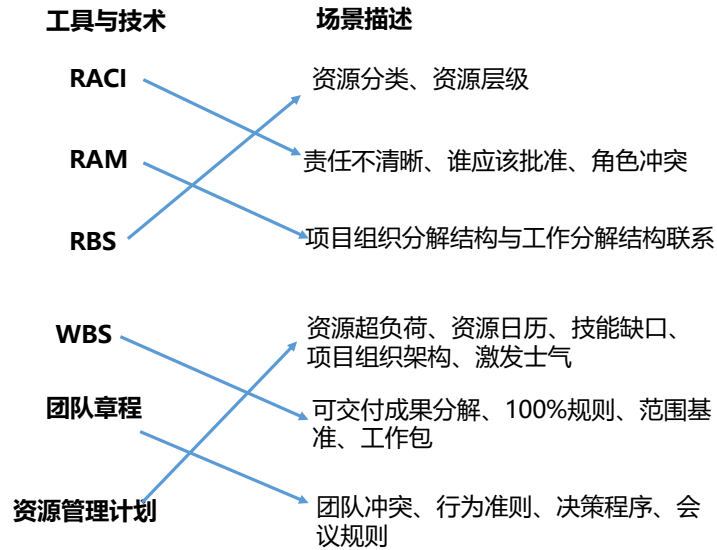 工具与技术 场景描述
RACI 资源分类、资源层级
RAM 责任不清晰、谁应该批准、角色冲突
RBS 项目组织分解结构与工作分解结构联系
WBS 资源超负荷、资源日历、技能缺口、
项目组织架构、激发士气
团队章程 可交付成果分解、100%规则、范围基
准、工作包
资源管理计划 团队冲突、行为准则、决策程序、会
议规则